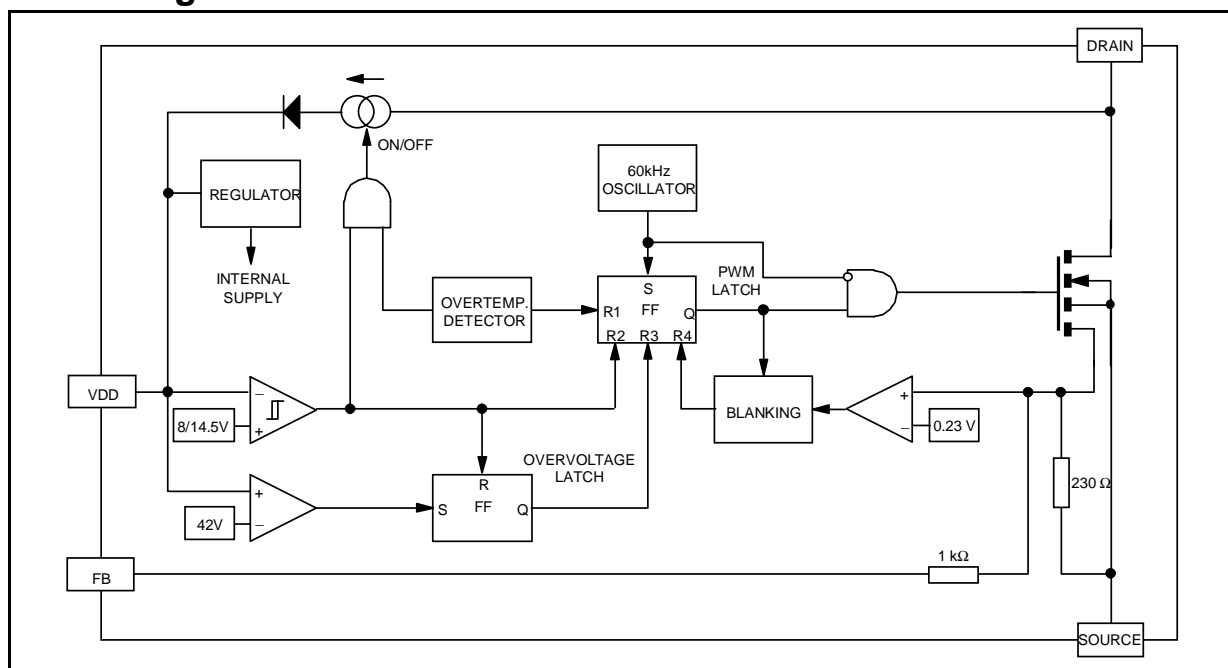 DRAIN
ON/OFF
REGULATOR
60kHz
OSCILLATOR
INTERNAL
SUPPLY
PWM
LATCH
S
FF
R1
Q
R2 R3 R4
OVERTEMP.
DETECTOR
VDD
_
8/14.5V
+
BLANKING
+
_
0.23 V
OVERVOLTAGE
LATCH
R
FF
S
Q
230 Ω
+
42V
_
1 kΩ
FB
SOURCE